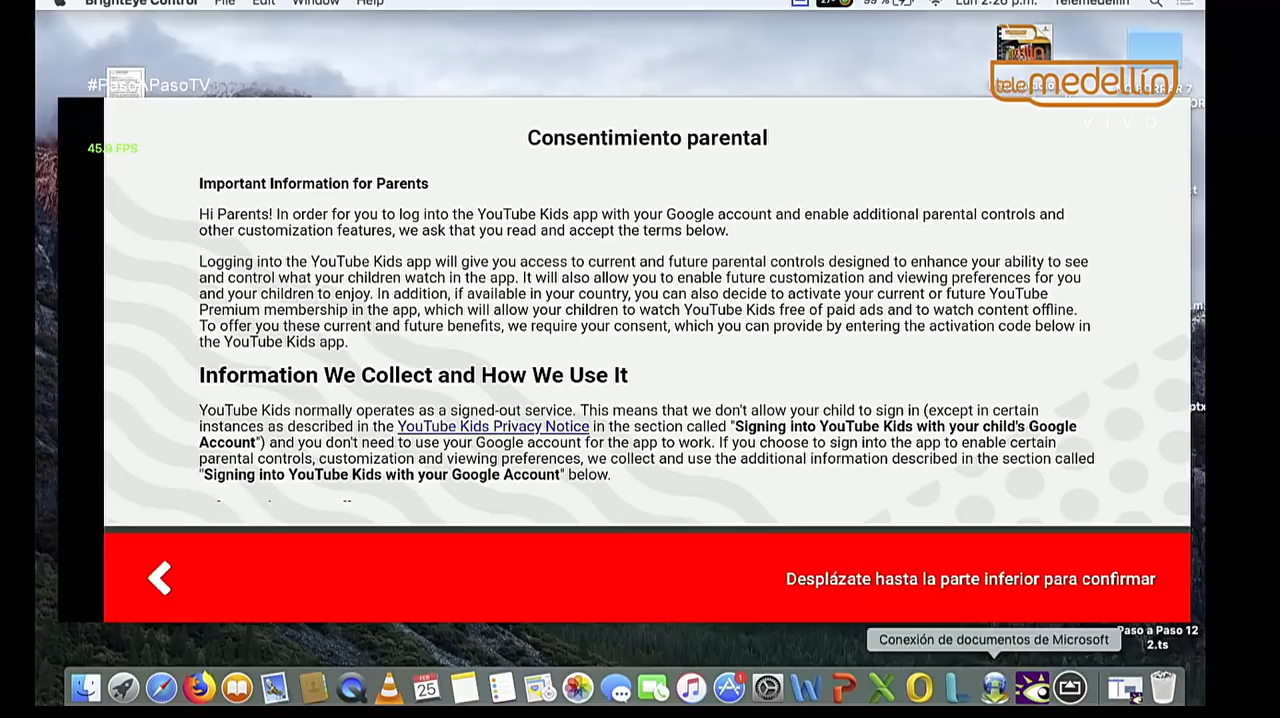 BrightEye Control File Edit Window Help
99% Lun 2:26 p.m. Telemedellín
#PasoAPasoTV
tele medellín
VIVO
45.9 FPS
Consentimiento parental
Important Information for Parents
Hi Parents! In order for you to log into the YouTube Kids app with your Google account and enable additional parental controls and
other customization features, we ask that you read and accept the terms below.
Logging into the YouTube Kids app will give you access to current and future parental controls designed to enhance your ability to see
and control what your children watch in the app. It will also allow you to enable future customization and viewing preferences for you
and your children to enjoy. In addition, if available in your country, you can also decide to activate your current or future YouTube
Premium membership in the app, which will allow your children to watch YouTube Kids free of paid ads and to watch content offline.
To offer you these current and future benefits, we require your consent, which you can provide by entering the activation code below in
the YouTube Kids app.
Information We Collect and How We Use It
YouTube Kids normally operates as a signed-out service. This means that we don't allow your child to sign in (except in certain
instances as described in the YouTube Kids Privacy Notice in the section called "Signing into YouTube Kids with your child's Google
Account") and you don't need to use your Google account for the app to work. If you choose to sign into the app to enable certain
parental controls, customization and viewing preferences, we collect and use the additional information described in the section called
"Signing into YouTube Kids with your Google Account" below.
Desplázate hasta la parte inferior para confirmar
Conexión de documentos de Microsoft
Paso a Paso 12
2.ts
FEB
25